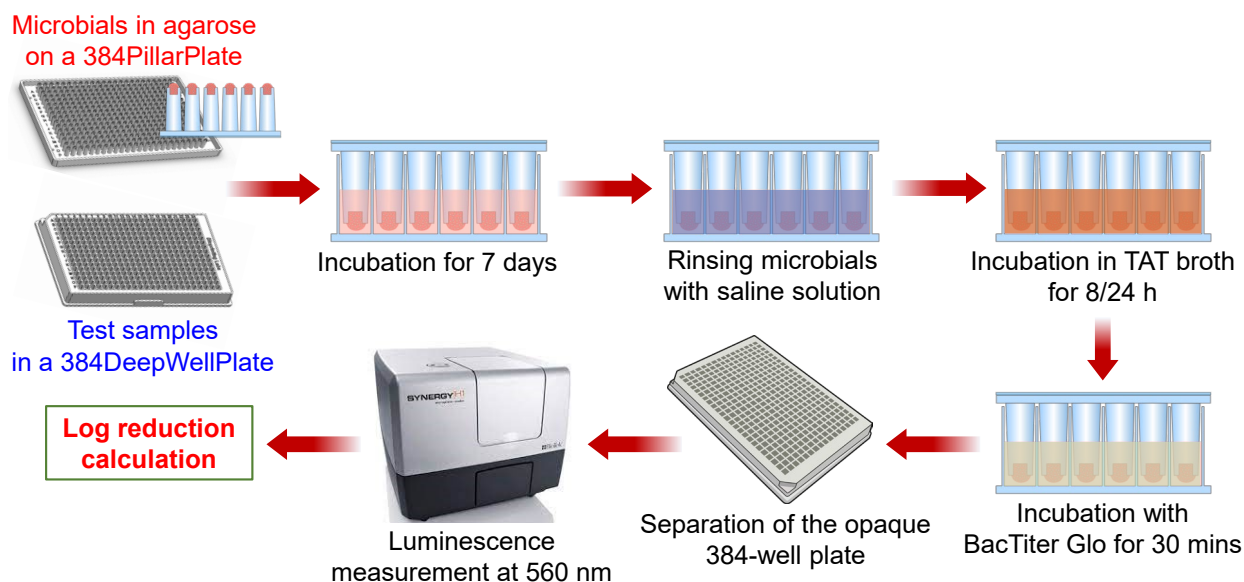 Microbials in agarose
on a 384PillarPlate
Test samples
in a 384DeepWellPlate
Incubation for 7 days
Rinsing microbials
with saline solution
Incubation in TAT broth
for 8/24 h
Incubation with
BacTiter Glo for 30 mins
Separation of the opaque
384-well plate
SYNERGY H1
Luminescence
measurement at 560 nm
Log reduction
calculation